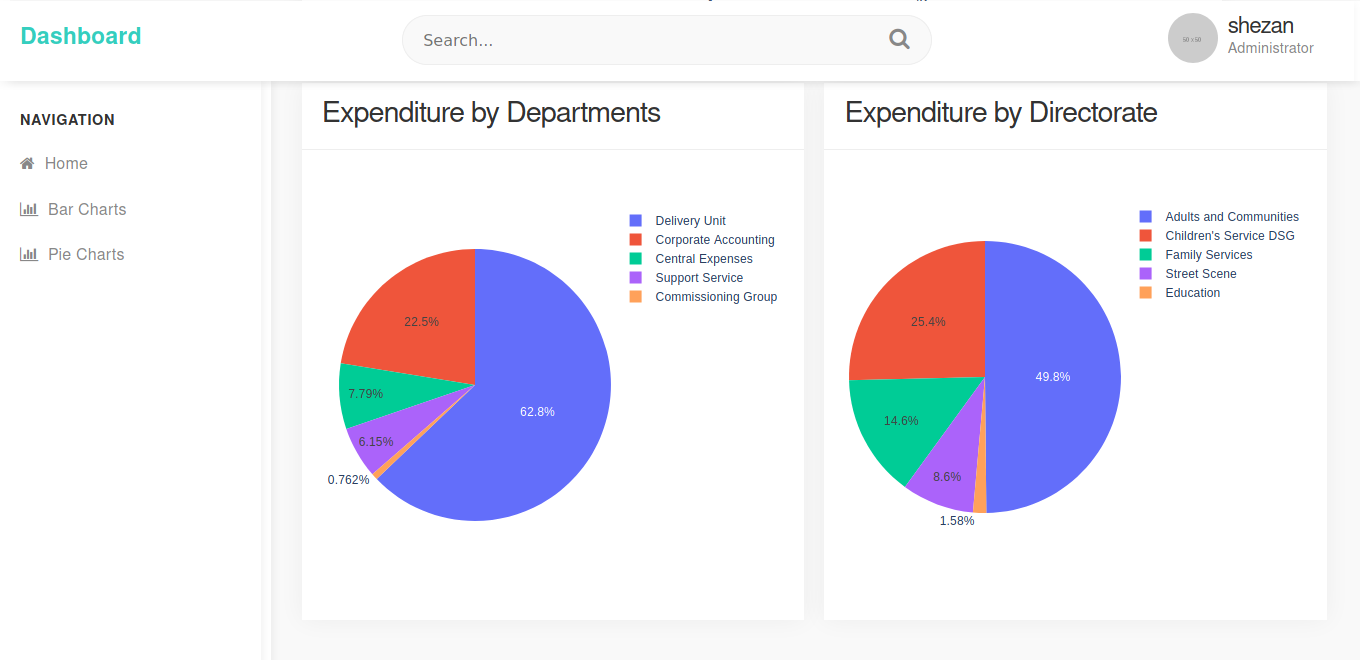 Dashboard
Search...
shezan
Administrator
NAVIGATION
Home
Bar Charts
Pie Charts
Expenditure by Departments
Delivery Unit
Corporate Accounting
Central Expenses
Support Service
Commissioning Group
22.5%
7.79%
62.8%
6.15%
0.762%
Expenditure by Directorate
Adults and Communities
Children's Service DSG
Family Services
Street Scene
Education
25.4%
49.8%
14.6%
8.6%
1.58%